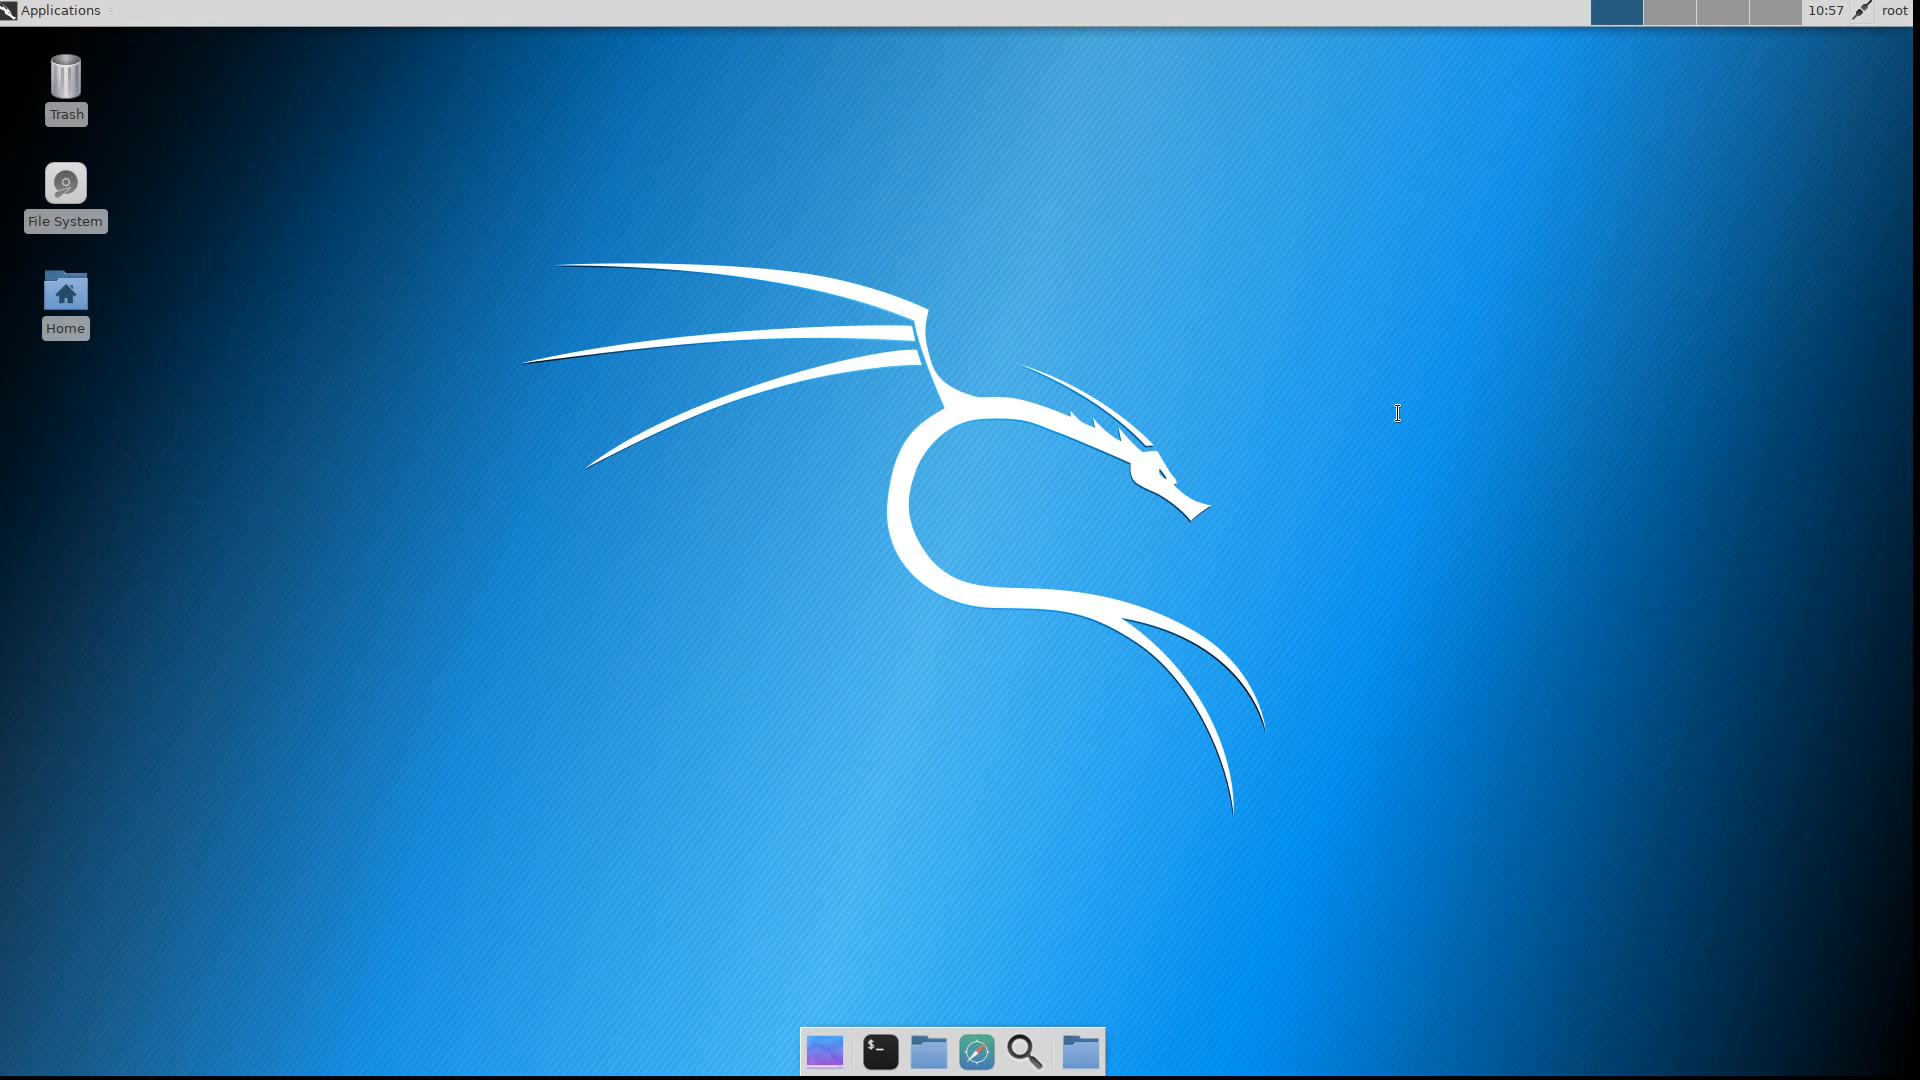 Applications
10:57
root
Trash
File System
Home
$_